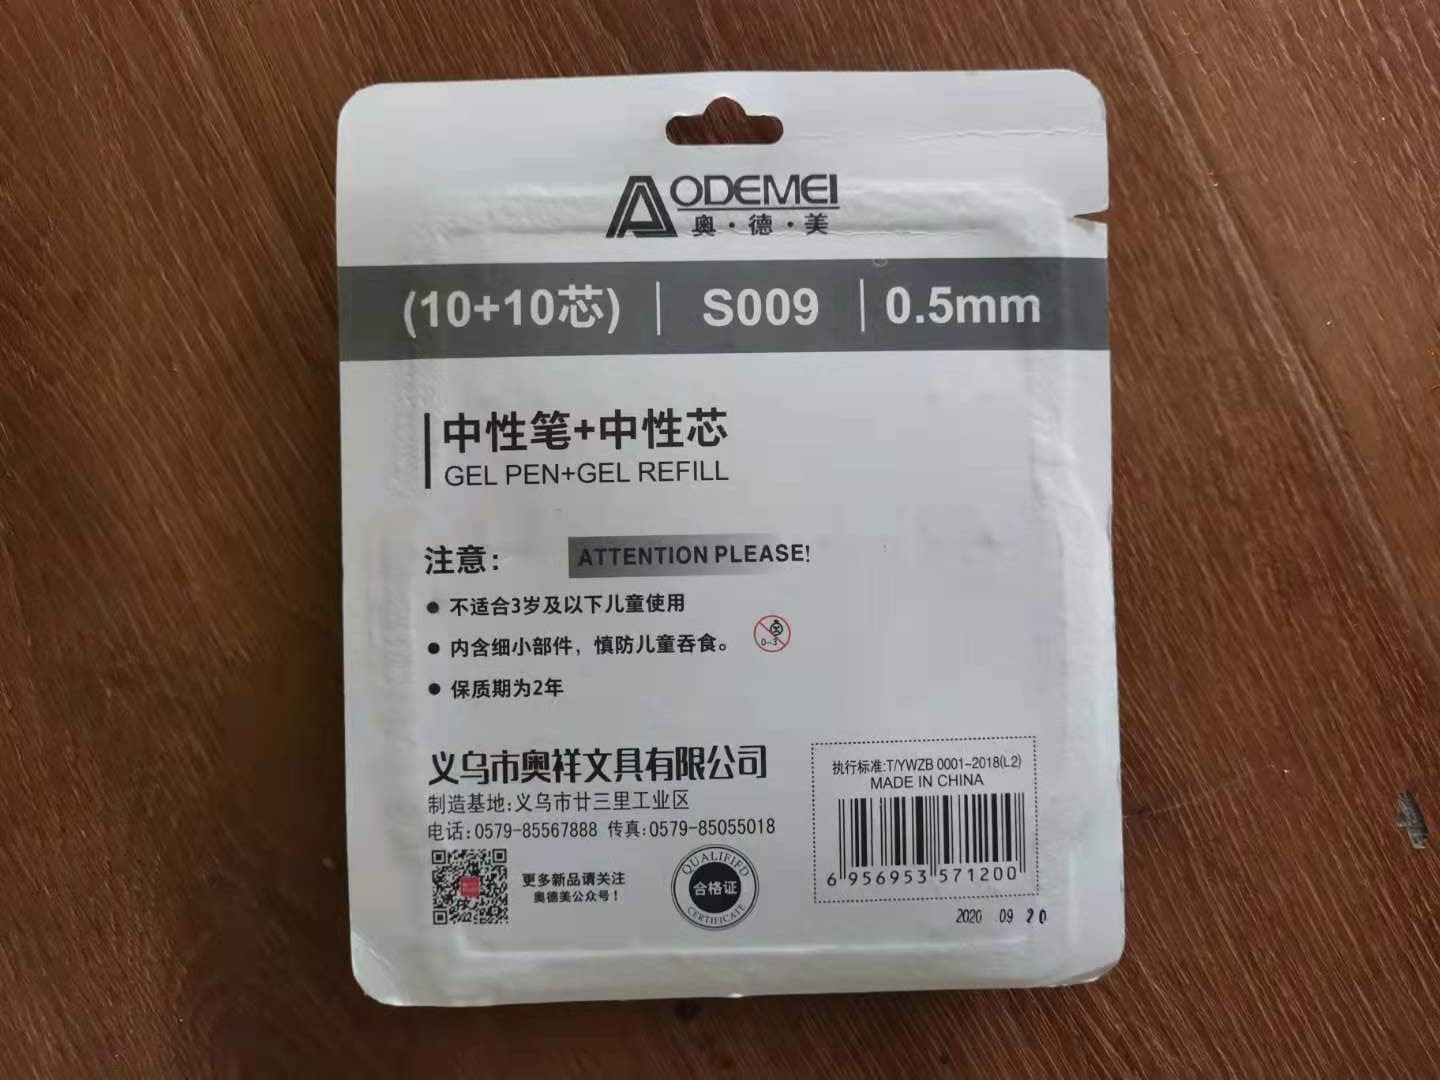 AODEMEI
奥·德·美
(10+10芯) | S009 | 0.5mm
中性笔+中性芯
GEL PEN+GEL REFILL
注意: ATTENTION PLEASE!
● 不适合3岁及以下儿童使用
● 内含细小部件，慎防儿童吞食。
0-3
● 保质期为2年
义乌市奥祥文具有限公司
制造基地:义乌市廿三里工业区
电话:0579-85567888 传真:0579-85055018
更多新品请关注
奥德美公众号!
QUALIFIED
合格证
CERTIFICATE
执行标准:T/YWZB 0001-2018(L2)
MADE IN CHINA
6 956953 571200
2020 09 20